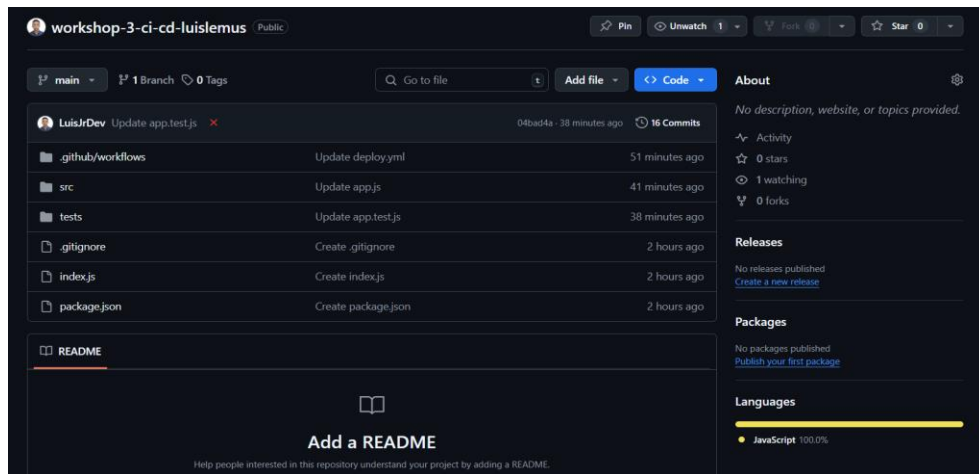 workshop-3-ci-cd-luislemus Public
Pin Unwatch 1 Fork 0 Star 0
main 1 Branch 0 Tags Go to file t Add file <> Code
LuisJrDev Update app.test.js 04bad4a · 38 minutes ago 16 Commits
.github/workflows Update deploy.yml 51 minutes ago
src Update app.js 41 minutes ago
tests Update app.test.js 38 minutes ago
.gitignore Create .gitignore 2 hours ago
index.js Create index.js 2 hours ago
package.json Create package.json 2 hours ago
README
Add a README
Help people interested in this repository understand your project by adding a README.
About
No description, website, or topics provided.
Activity
0 stars
1 watching
0 forks
Releases
No releases published
Create a new release
Packages
No packages published
Publish your first package
Languages
JavaScript 100.0%